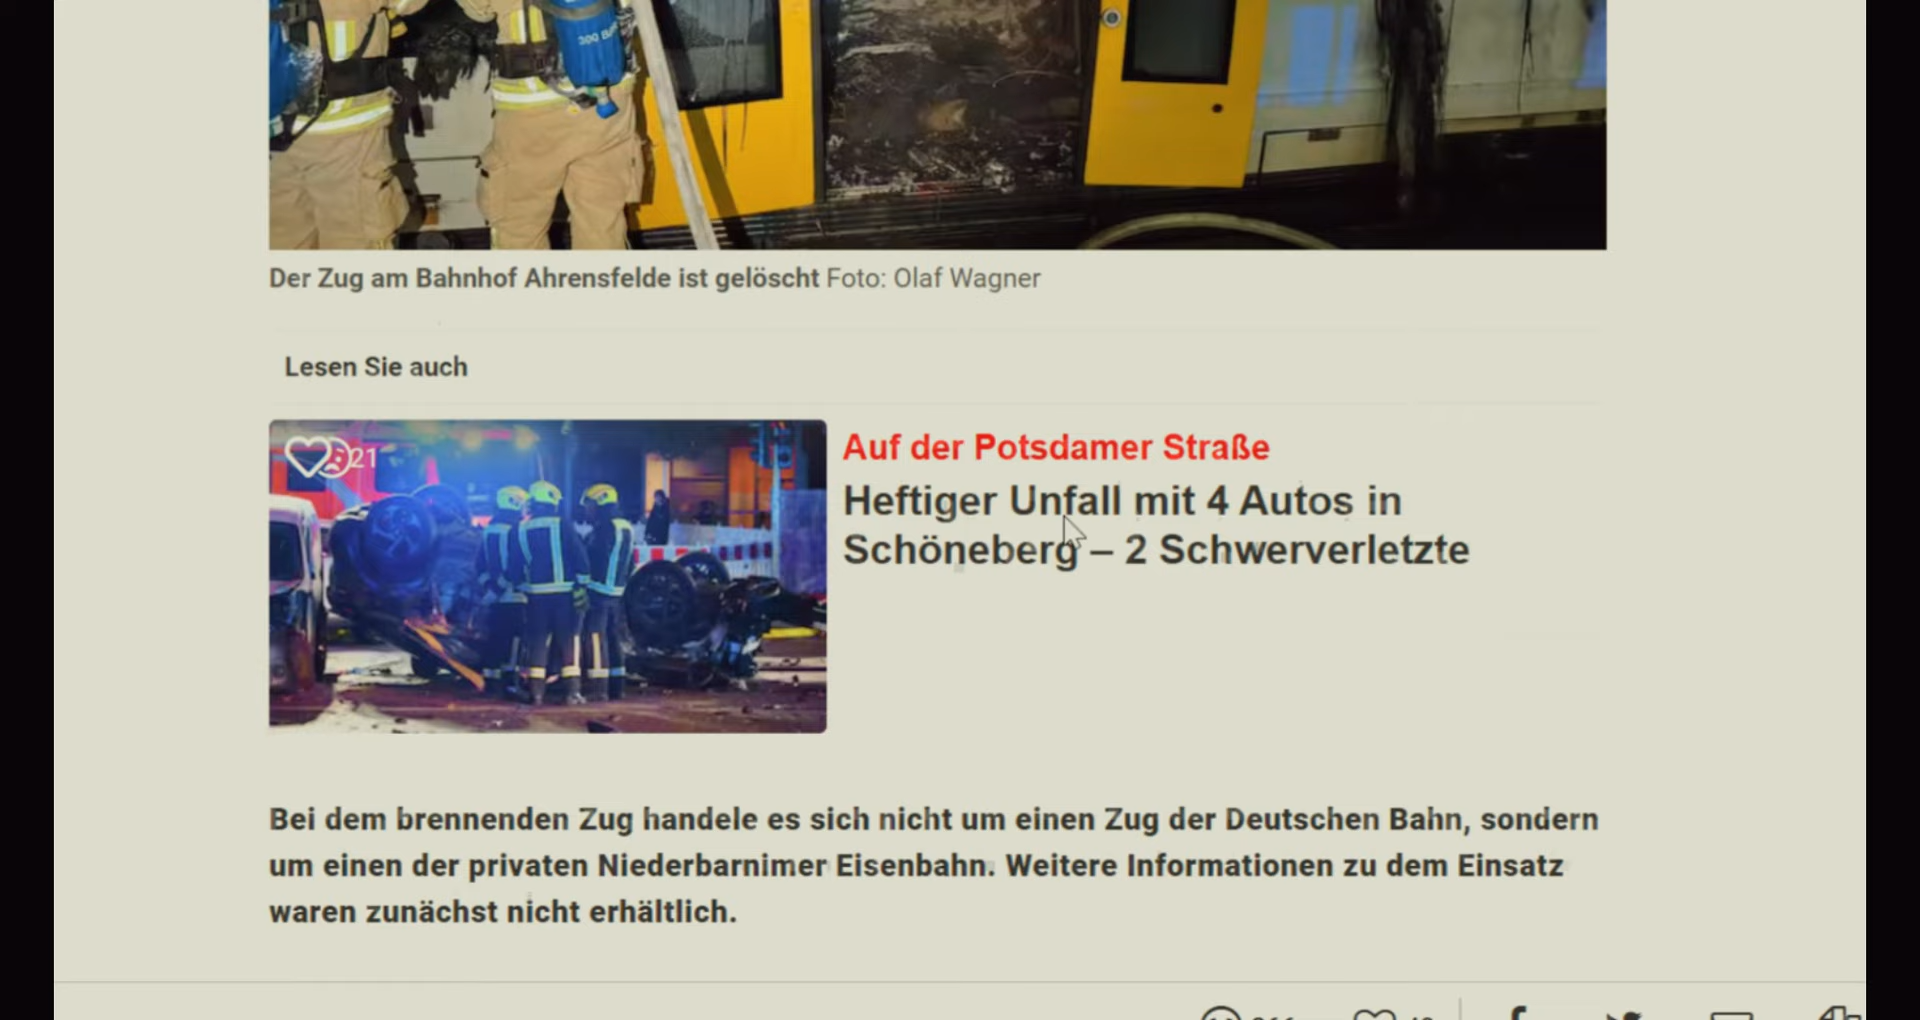 300 B
Der Zug am Bahnhof Ahrensfelde ist gelöscht Foto: Olaf Wagner
Lesen Sie auch
21
Auf der Potsdamer Straße
Heftiger Unfall mit 4 Autos in
Schöneberg – 2 Schwerverletzte
Bei dem brennenden Zug handele es sich nicht um einen Zug der Deutschen Bahn, sondern
um einen der privaten Niederbarnimer Eisenbahn. Weitere Informationen zu dem Einsatz
waren zunächst nicht erhältlich.